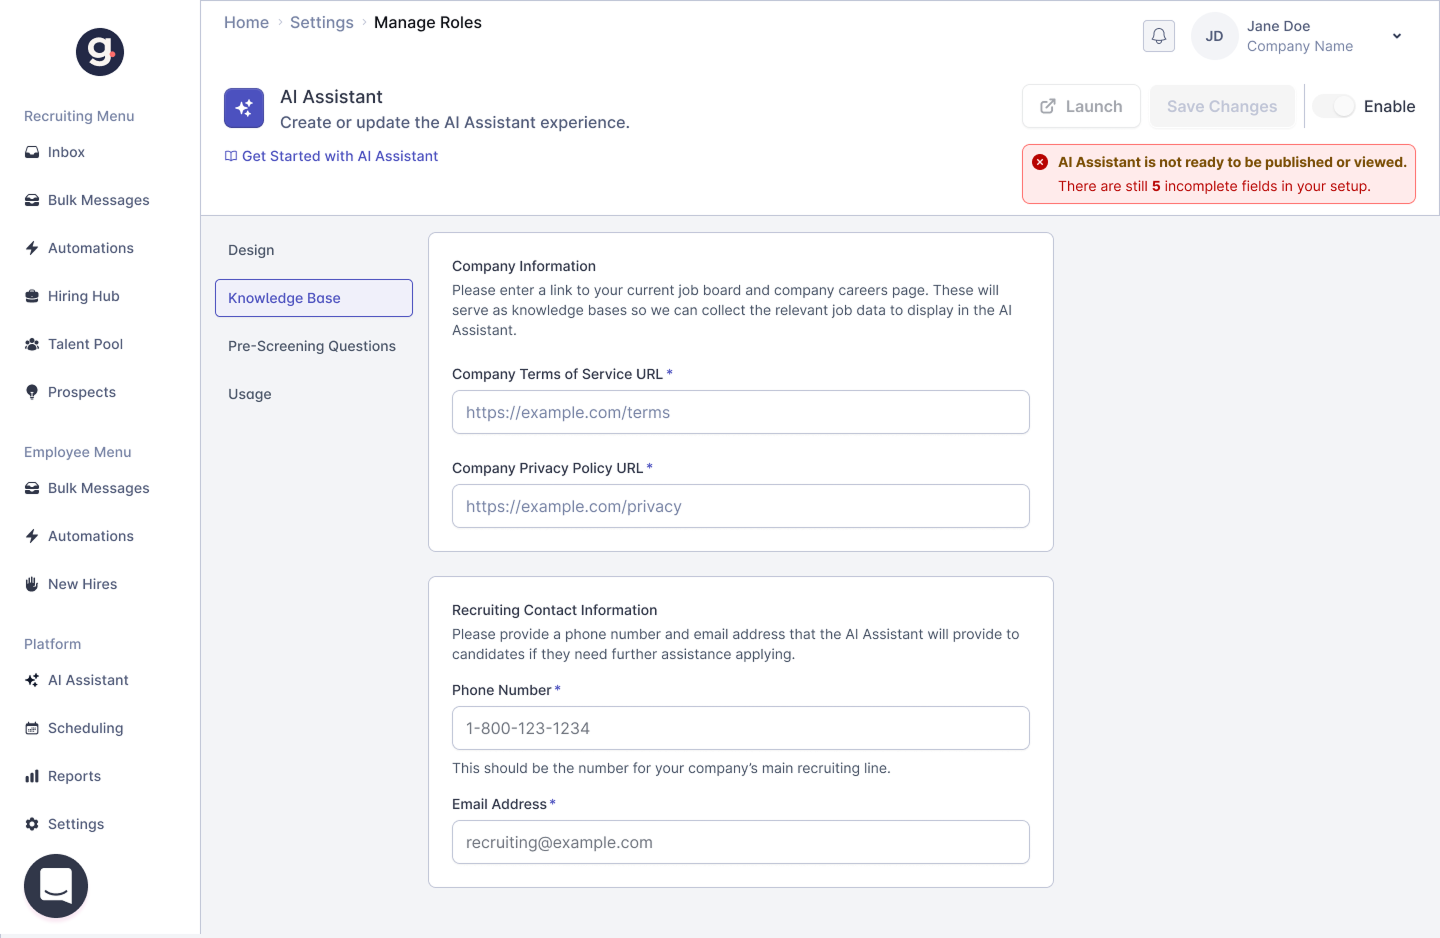 g.
Recruiting Menu
Inbox
Bulk Messages
Automations
Hiring Hub
Talent Pool
Prospects
Employee Menu
Bulk Messages
Automations
New Hires
Platform
AI Assistant
Scheduling
Reports
Settings
Home > Settings > Manage Roles
JD
Jane Doe
Company Name
AI Assistant
Create or update the AI Assistant experience.
Get Started with AI Assistant
Launch
Save Changes
Enable
AI Assistant is not ready to be published or viewed.
There are still 5 incomplete fields in your setup.
Design
Knowledge Base
Pre-Screening Questions
Usage
Company Information
Please enter a link to your current job board and company careers page. These will
serve as knowledge bases so we can collect the relevant job data to display in the AI
Assistant.
Company Terms of Service URL *
https://example.com/terms
Company Privacy Policy URL *
https://example.com/privacy
Recruiting Contact Information
Please provide a phone number and email address that the AI Assistant will provide to
candidates if they need further assistance applying.
Phone Number *
1-800-123-1234
This should be the number for your company’s main recruiting line.
Email Address *
recruiting@example.com